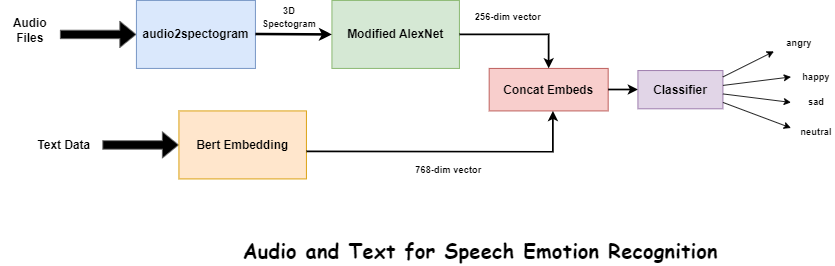 Audio
Files
audio2spectogram
3D
Spectogram
Modified AlexNet
256-dim vector
Concat Embeds
Classifier
angry
happy
sad
neutral
Text Data
Bert Embedding
768-dim vector
Audio and Text for Speech Emotion Recognition